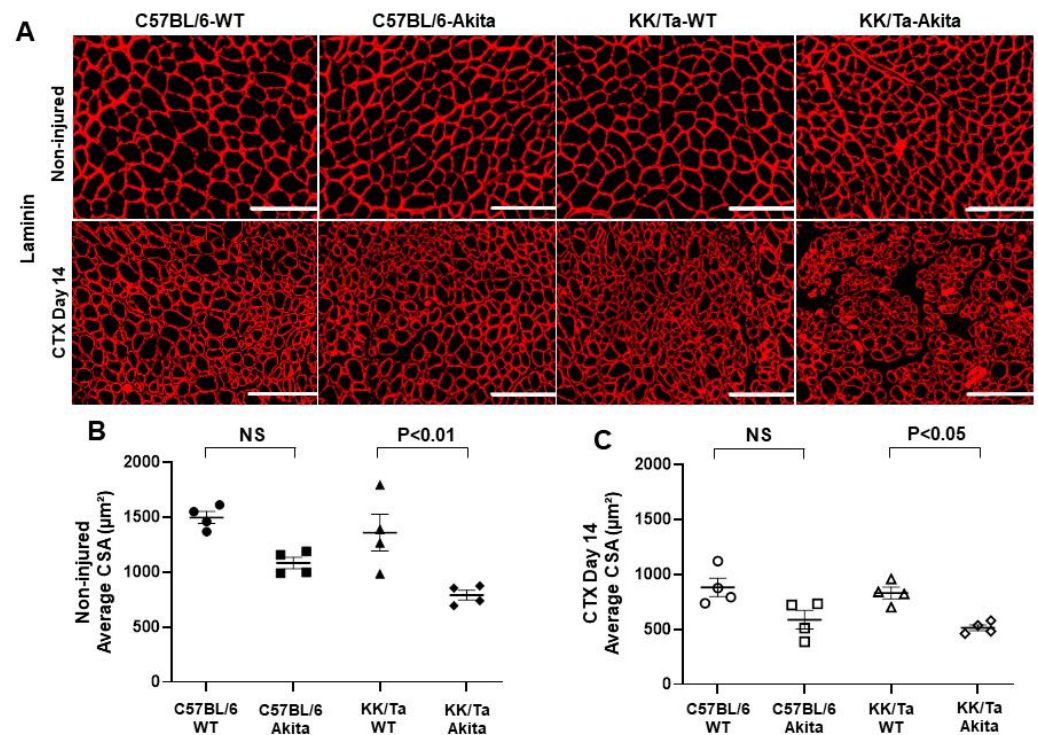 A
C57BL/6-WT C57BL/6-Akita KK/Ta-WT KK/Ta-Akita
Laminin
Non-injured
CTX Day 14
B
NS P<0.01
Non-injured
Average CSA (µm²)
2000
1500
1000
500
0
C57BL/6 C57BL/6 KK/Ta KK/Ta
WT Akita WT Akita
C
NS P<0.05
CTX Day 14
Average CSA (µm²)
2000
1500
1000
500
0
C57BL/6 C57BL/6 KK/Ta KK/Ta
WT Akita WT Akita